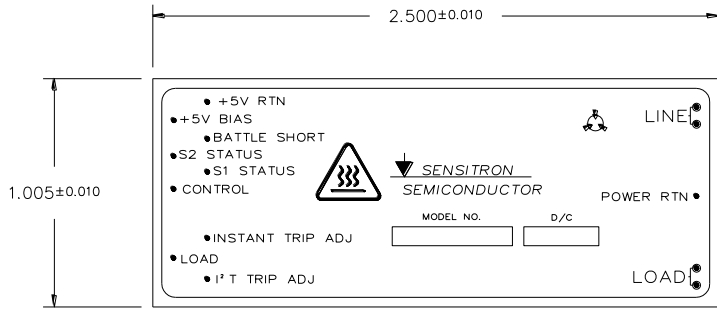 2.500±0.010
+5V RTN
+5V BIAS
BATTLE SHORT
S2 STATUS
S1 STATUS
CONTROL
INSTANT TRIP ADJ
LOAD
I²T TRIP ADJ
SENSITRON
SEMICONDUCTOR
MODEL NO.
D/C
LINE
POWER RTN
LOAD
1.005±0.010